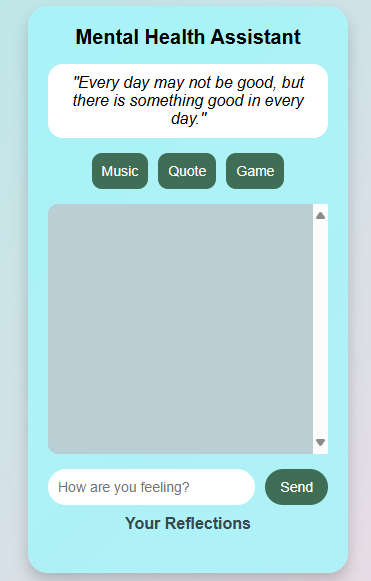 Mental Health Assistant
"Every day may not be good, but
there is something good in every
day."
Music Quote Game
How are you feeling? Send
Your Reflections